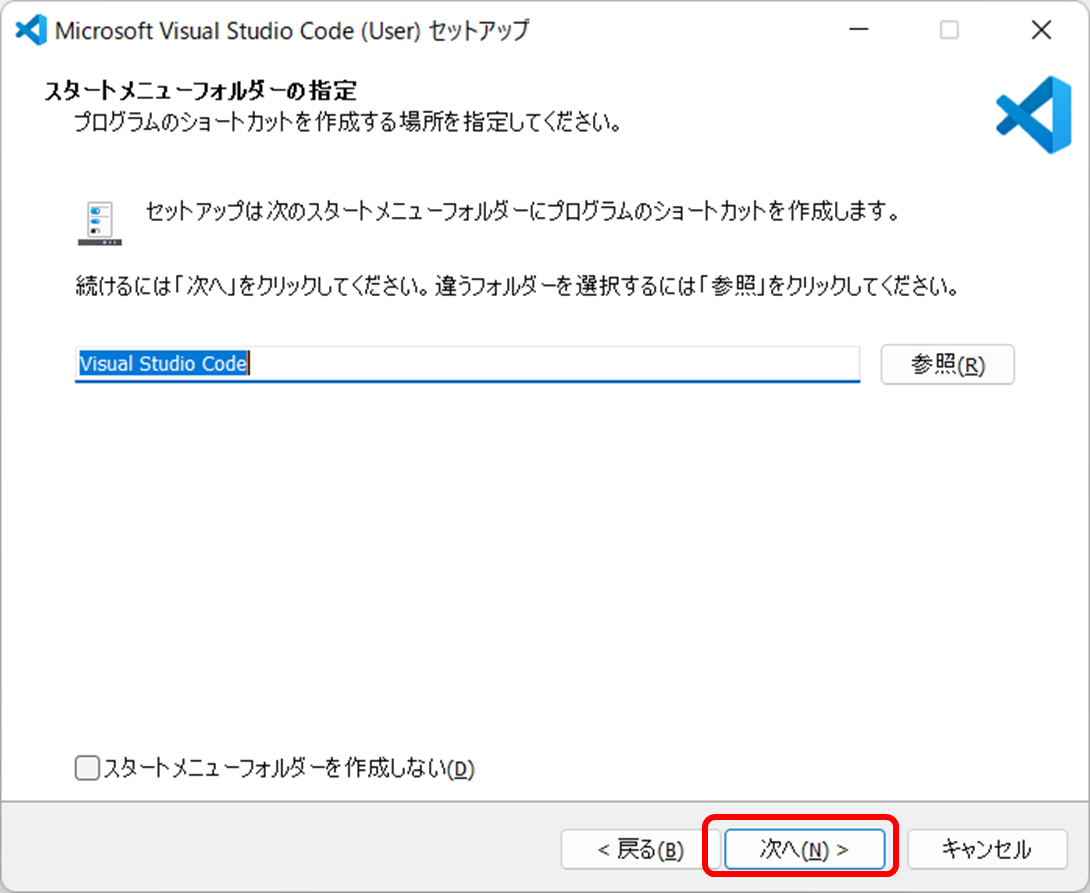 Microsoft Visual Studio Code (User) セットアップ
スタートメニューフォルダーの指定
プログラムのショートカットを作成する場所を指定してください。
セットアップは次のスタートメニューフォルダーにプログラムのショートカットを作成します。
続けるには「次へ」をクリックしてください。違うフォルダーを選択するには「参照」をクリックしてください。
Visual Studio Code 参照(R)
スタートメニューフォルダーを作成しない(D)
< 戻る(B) 次へ(N) > キャンセル